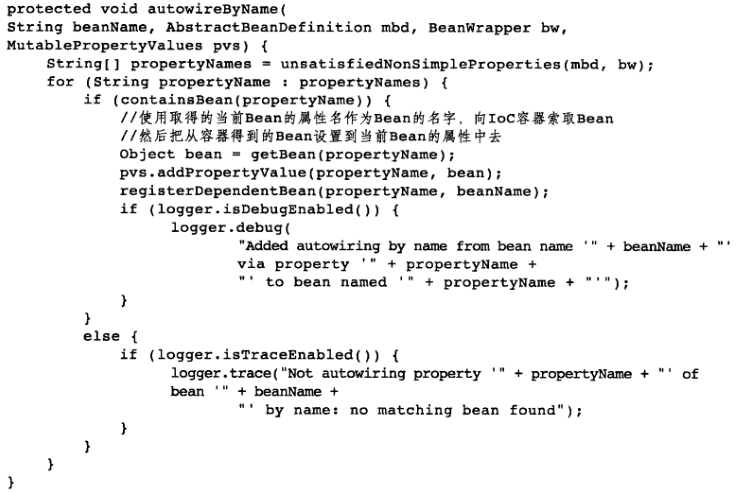 protected void autowireByName(
String beanName, AbstractBeanDefinition mbd, BeanWrapper bw,
MutablePropertyValues pvs) {
    String[] propertyNames = unsatisfiedNonSimpleProperties(mbd, bw);
    for (String propertyName : propertyNames) {
        if (containsBean(propertyName)) {
            //使用取得的当前Bean的属性名作为Bean的名字，向IoC容器索取Bean
            //然后把从容器得到的Bean设置到当前Bean的属性中去
            Object bean = getBean(propertyName);
            pvs.addPropertyValue(propertyName, bean);
            registerDependentBean(propertyName, beanName);
            if (logger.isDebugEnabled()) {
                logger.debug(
                        "Added autowiring by name from bean name '" + beanName + "'
                        via property '" + propertyName +
                        "' to bean named '" + propertyName + "'");
            }
        }
        else {
            if (logger.isTraceEnabled()) {
                logger.trace("Not autowiring property '" + propertyName + "' of
                bean '" + beanName +
                        "' by name: no matching bean found");
            }
        }
    }
}